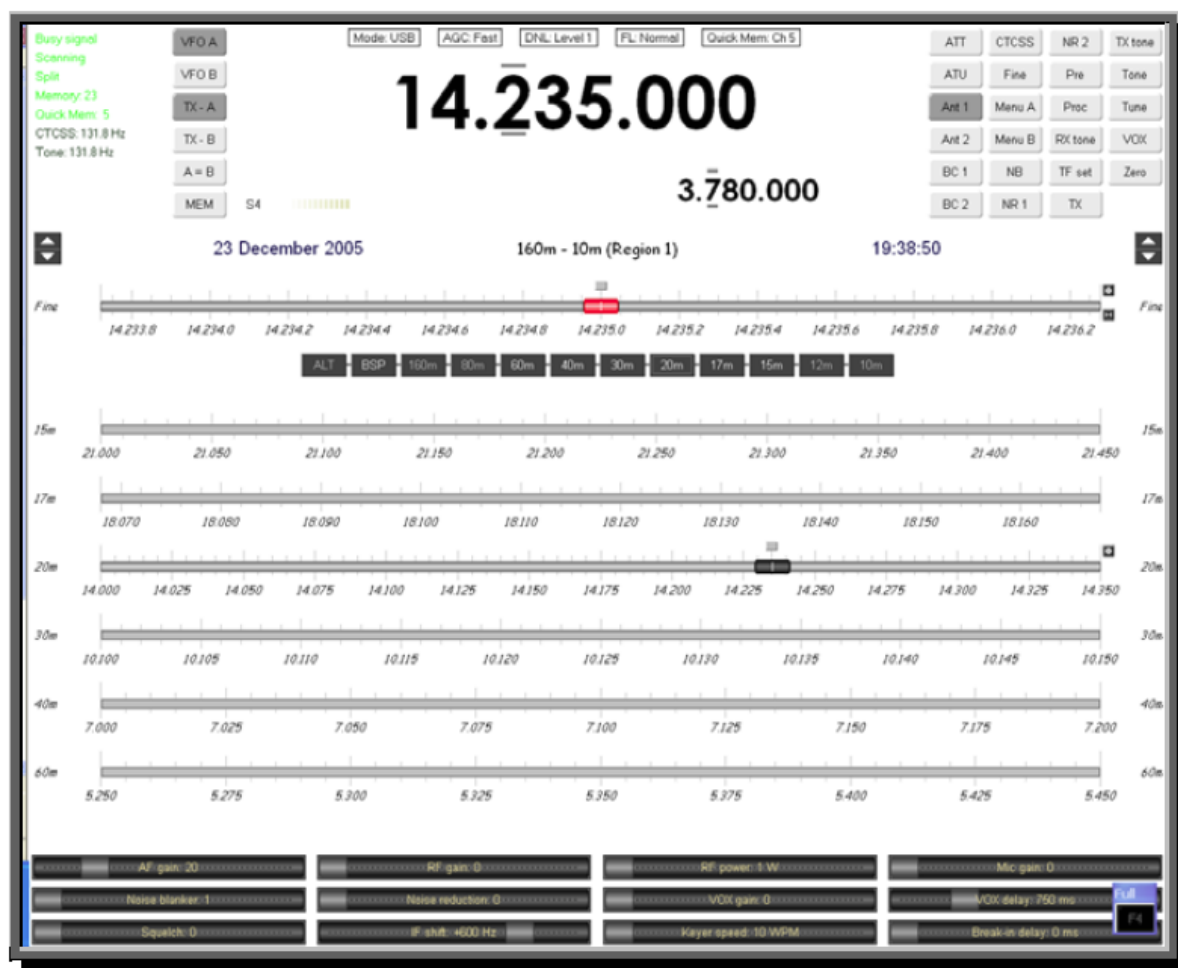 Busy signal
Scanning
Split
Memory: 23
Quick Mem: 5
CTCSS: 131.8 Hz
Tone: 131.8 Hz
VFO A
VFO B
TX - A
TX - B
A = B
MEM
Mode: USB AGC: Fast DNL: Level 1 FL: Normal Quick Mem: Ch 5
14.235.000
3.780.000
S4
ATT CTCSS NR 2 TX tone
ATU Fine Pre Tone
Ant 1 Menu A Proc Tune
Ant 2 Menu B RX tone VOX
BC 1 NB TF set Zero
BC 2 NR 1 TX
23 December 2005 160m - 10m (Region 1) 19:38:50
Fine Fine
14.233.8 14.234.0 14.234.2 14.234.4 14.234.6 14.234.8 14.235.0 14.235.2 14.235.4 14.235.6 14.235.8 14.236.0 14.236.2
ALT BSP 160m 80m 60m 40m 30m 20m 17m 15m 12m 10m
15m 15m
21.000 21.050 21.100 21.150 21.200 21.250 21.300 21.350 21.400 21.450
17m 17m
18.070 18.080 18.090 18.100 18.110 18.120 18.130 18.140 18.150 18.160
20m 20m
14.000 14.025 14.050 14.075 14.100 14.125 14.150 14.175 14.200 14.225 14.250 14.275 14.300 14.325 14.350
30m 30m
10.100 10.105 10.110 10.115 10.120 10.125 10.130 10.135 10.140 10.145 10.150
40m 40m
7.000 7.025 7.050 7.075 7.100 7.125 7.150 7.175 7.200
60m 60m
5.250 5.275 5.300 5.325 5.350 5.375 5.400 5.425 5.450
AF gain: 20 RF gain: 0 RF power: 1 W Mic gain: 0
Noise blanker: 1 Noise reduction: 0 VOX gain: 0 VOX delay: 750 ms
Squelch: 0 IF shift: +600 Hz Keyer speed: 10 WPM Break-in delay: 0 ms
Full
F4